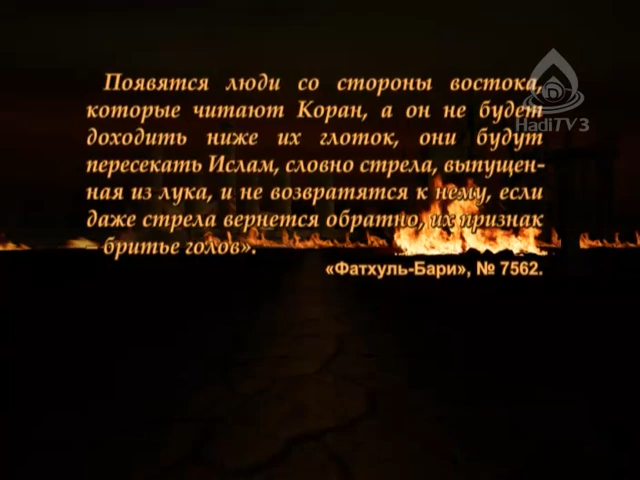 Появятся люди со стороны востока,
которые читают Коран, а он не будет
доходить ниже их глоток, они будут
пересекать Ислам, словно стрела, выпущен-
ная из лука, и не возвратятся к нему, если
даже стрела вернется обратно, их признак
– бритье голов».
«Фатхуль-Бари», № 7562.
HadiTV3